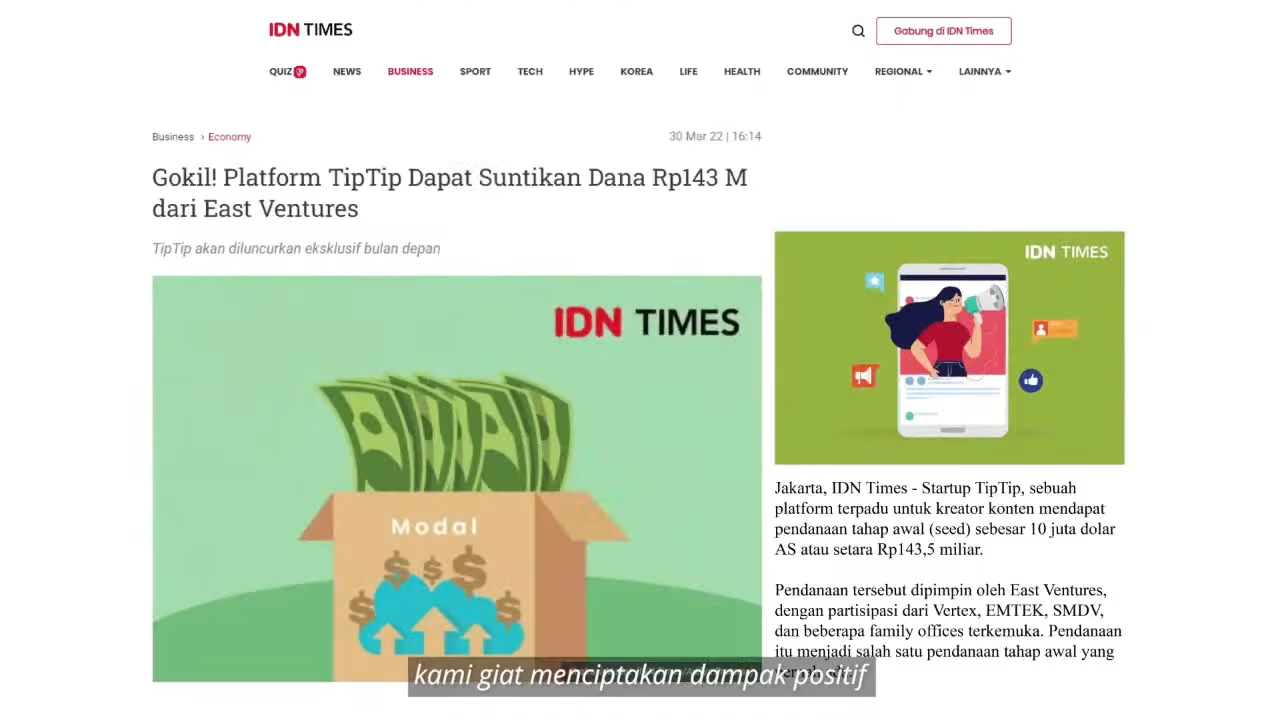 IDN TIMES
Gabung di IDN Times
QUIZ NEWS BUSINESS SPORT TECH HYPE KOREA LIFE HEALTH COMMUNITY REGIONAL LAINNYA
Business › Economy
30 Mar 22 | 16:14
Gokil! Platform TipTip Dapat Suntikan Dana Rp143 M
dari East Ventures
TipTip akan diluncurkan eksklusif bulan depan
IDN TIMES
Modal
IDN TIMES
Jakarta, IDN Times - Startup TipTip, sebuah
platform terpadu untuk kreator konten mendapat
pendanaan tahap awal (seed) sebesar 10 juta dolar
AS atau setara Rp143,5 miliar.
Pendanaan tersebut dipimpin oleh East Ventures,
dengan partisipasi dari Vertex, EMTEK, SMDV,
dan beberapa family offices terkemuka. Pendanaan
itu menjadi salah satu pendanaan tahap awal yang
kami giat menciptakan dampak positif